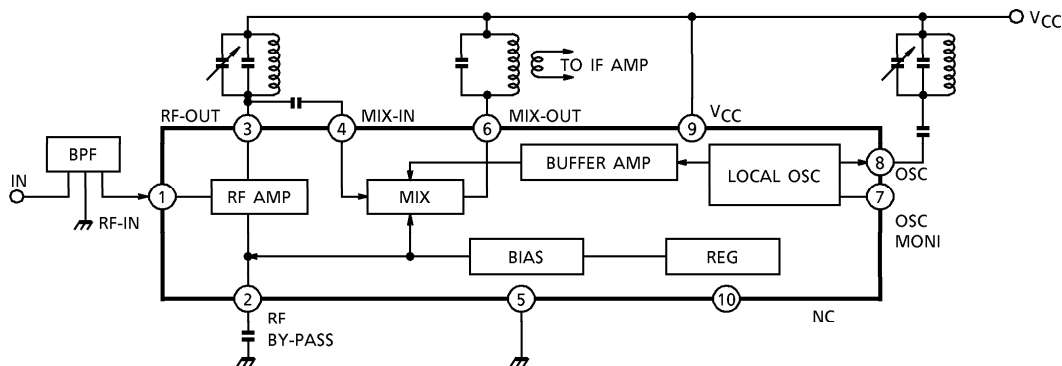 VCC
TO IF AMP
RF-OUT
3
4
MIX-IN
6
MIX-OUT
9
VCC
BPF
IN
1
RF-IN
RF AMP
MIX
BUFFER AMP
LOCAL OSC
8
OSC
7
OSC
MONI
BIAS
REG
2
RF
BY-PASS
5
10
NC